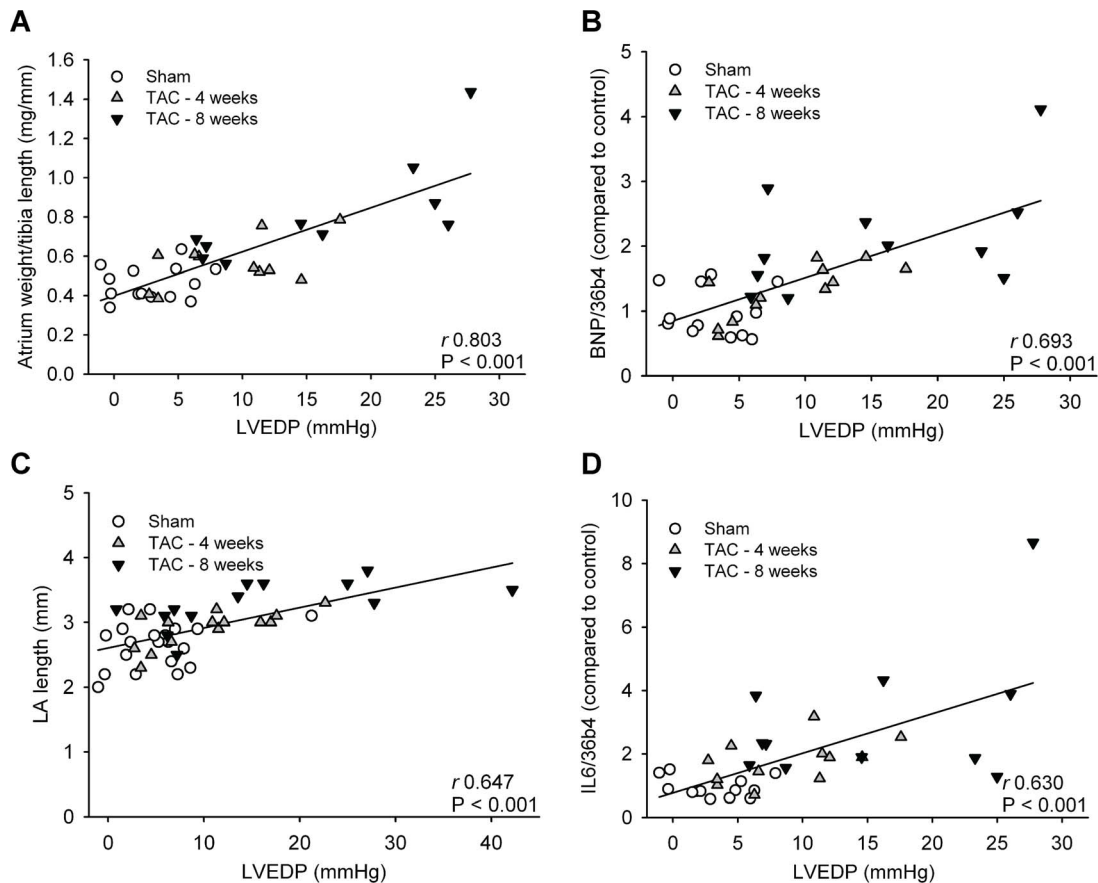 A
Atrium weight/tibia length (mg/mm)
1.6
1.4
1.2
1.0
0.8
0.6
0.4
0.2
0.0
Sham
TAC - 4 weeks
TAC - 8 weeks
r 0.803
P < 0.001
0 5 10 15 20 25 30
LVEDP (mmHg)
B
BNP/36b4 (compared to control)
5
4
3
2
1
0
Sham
TAC - 4 weeks
TAC - 8 weeks
r 0.693
P < 0.001
0 5 10 15 20 25 30
LVEDP (mmHg)
C
LA length (mm)
5
4
3
2
1
0
Sham
TAC - 4 weeks
TAC - 8 weeks
r 0.647
P < 0.001
0 10 20 30 40
LVEDP (mmHg)
D
IL6/36b4 (compared to control)
10
8
6
4
2
0
Sham
TAC - 4 weeks
TAC - 8 weeks
r 0.630
P < 0.001
0 5 10 15 20 25 30
LVEDP (mmHg)